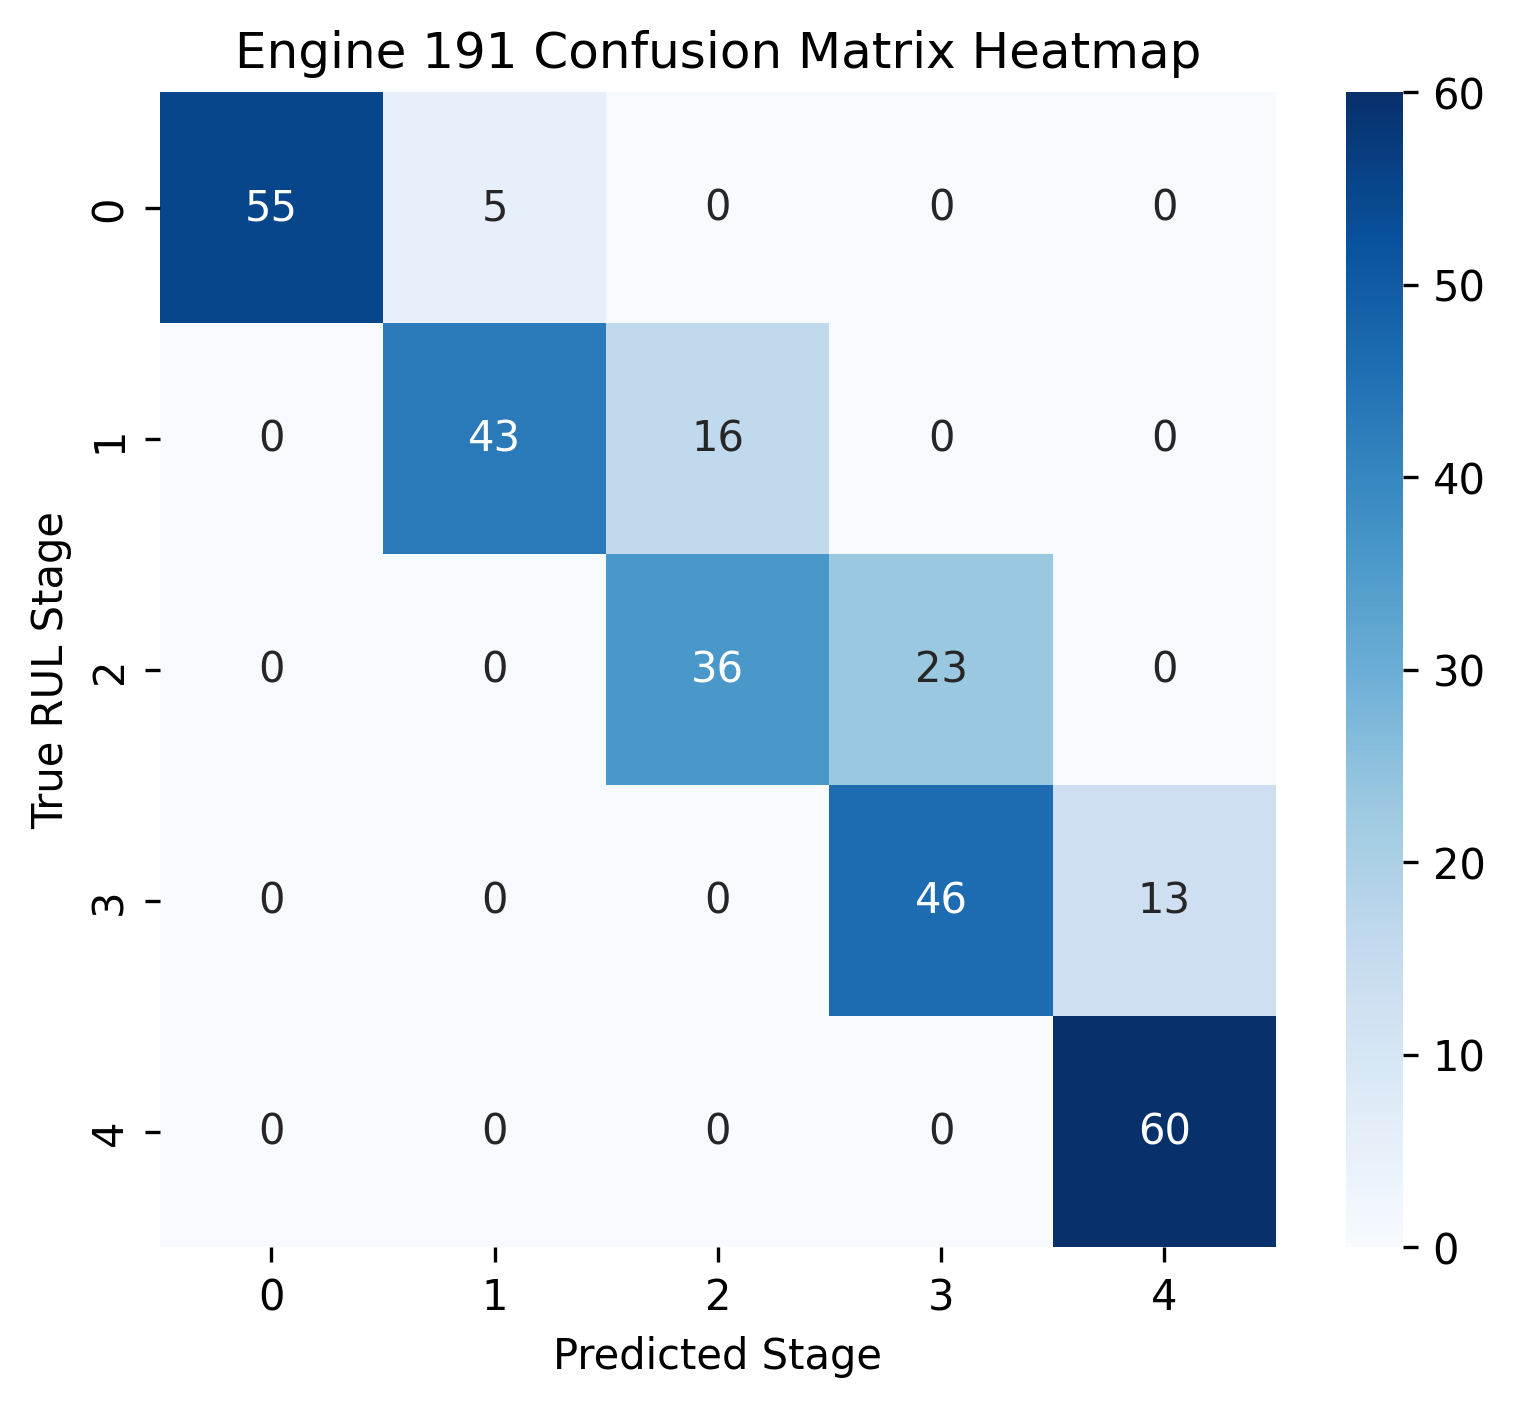 Engine 191 Confusion Matrix Heatmap
True RUL Stage
0 55 5 0 0 0
1 0 43 16 0 0
2 0 0 36 23 0
3 0 0 0 46 13
4 0 0 0 0 60
0 1 2 3 4
Predicted Stage
60
50
40
30
20
10
0